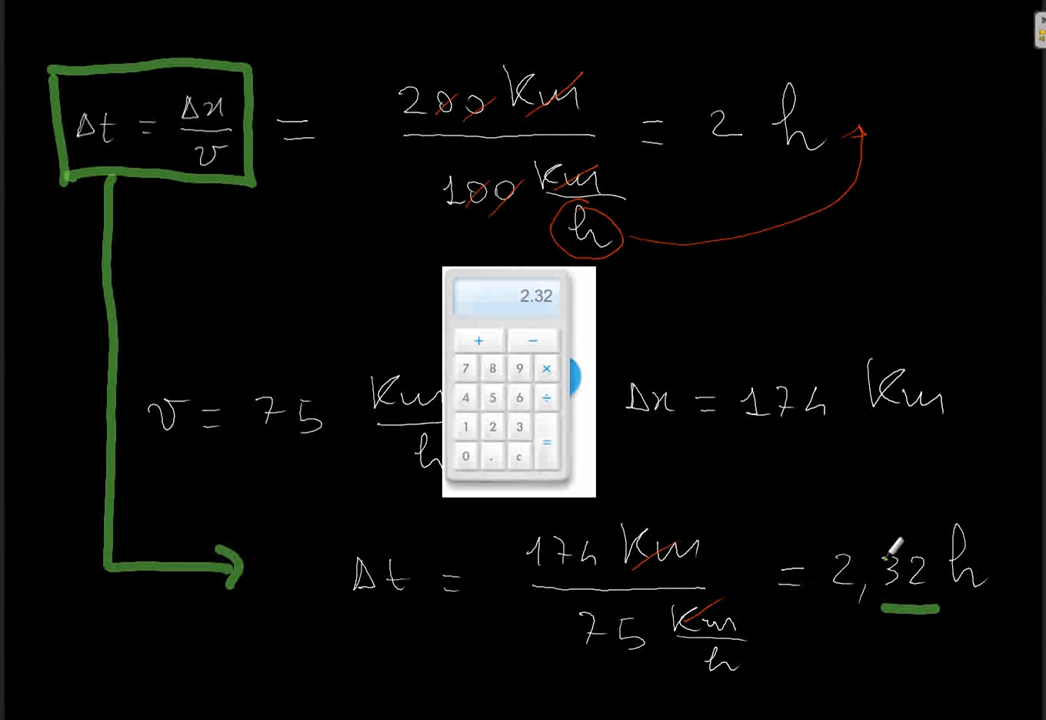 Δt = Δx/v = 200 Km / 100 Km/h = 2 h
2.32
+ −
7 8 9 ×
4 5 6 ÷
1 2 3 =
0 . c
v = 75 Km/h Δx = 174 Km
Δt = 174 Km / 75 Km/h = 2,32 h